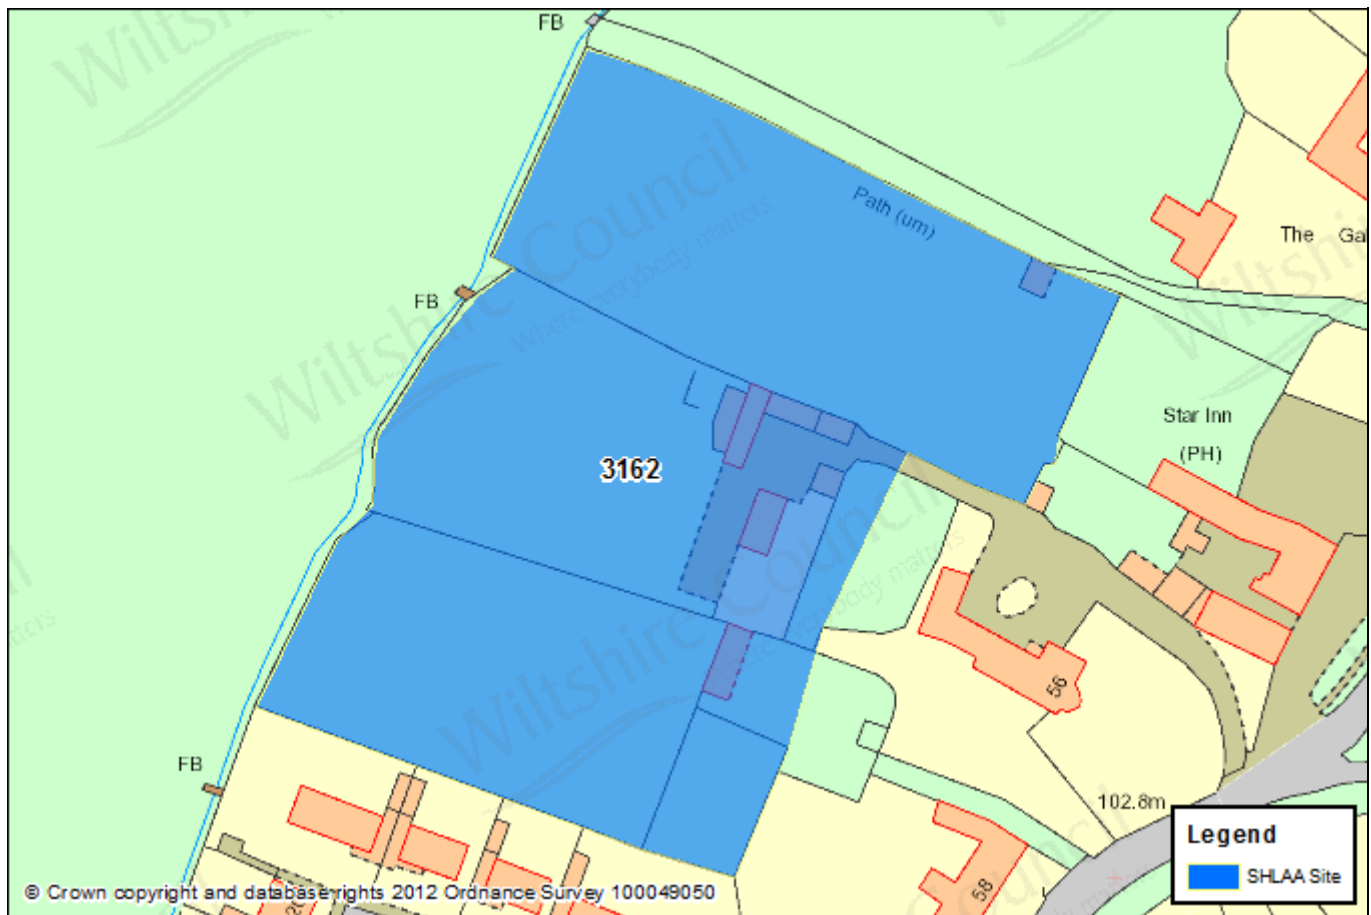 FB
Path (um)
The Ga
FB
Star Inn
(PH)
3162
56
FB
102.8m
Legend
SHLAA Site
58
20
© Crown copyright and database rights 2012 Ordnance Survey 100049050
Wiltshire Council
Where everybody matters